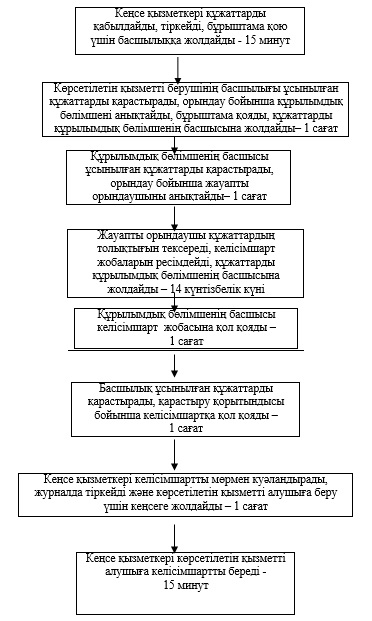 Кеңсе қызметкері құжаттарды
қабылдайды, тіркейді, бұрыштама қою
үшін басшылыққа жолдайды - 15 минут
Көрсетілетін қызметті берушінің басшылығы ұсынылған
құжаттарды қарастырады, орындау бойынша құрылымдық
бөлімшені анықтайды, бұрыштама қояды, құжаттарды
құрылымдық бөлімшенің басшысына жолдайды– 1 сағат
Құрылымдық бөлімшенің басшысы
ұсынылған құжаттарды қарастырады,
орындау бойынша жауапты
орындаушыны анықтайды– 1 сағат
Жауапты орындаушы құжаттардың
толықтығын тексереді, келісімшарт
жобаларын ресімдейді, құжаттарды
құрылымдық бөлімшенің басшысына
жолдайды – 14 күнтізбелік күні
Құрылымдық бөлімшенің басшысы
келісімшарт жобасына қол қояды –
1 сағат
Басшылық ұсынылған құжаттарды
қарастырады, қарастыру қорытындысы
бойынша келісімшартқа қол қояды –
1 сағат
Кеңсе қызметкері келісімшартты мөрмен куәландырады,
журналда тіркейді және көрсетілетін қызметті алушыға беру
үшін кеңсеге жолдайды – 1 сағат
Кеңсе қызметкері көрсетілетін қызметті
алушыға келісімшартты береді -
15 минут